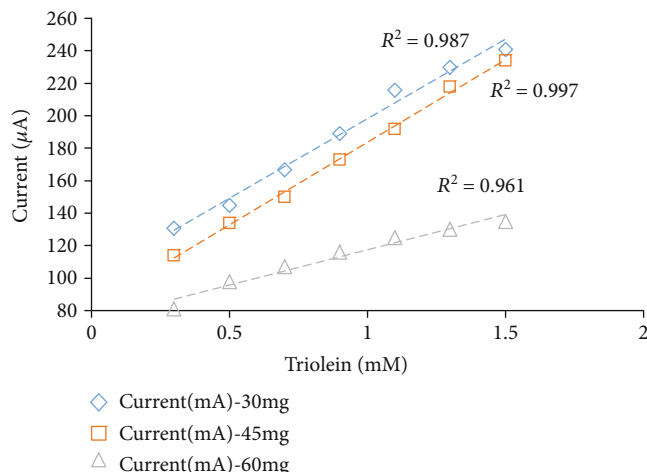 260
240
220
200
180
160
140
120
100
80
Current (μA)
R² = 0.987
R² = 0.997
R² = 0.961
0
0.5
1
1.5
2
Triolein (mM)
Current(mA)-30mg
Current(mA)-45mg
Current(mA)-60mg